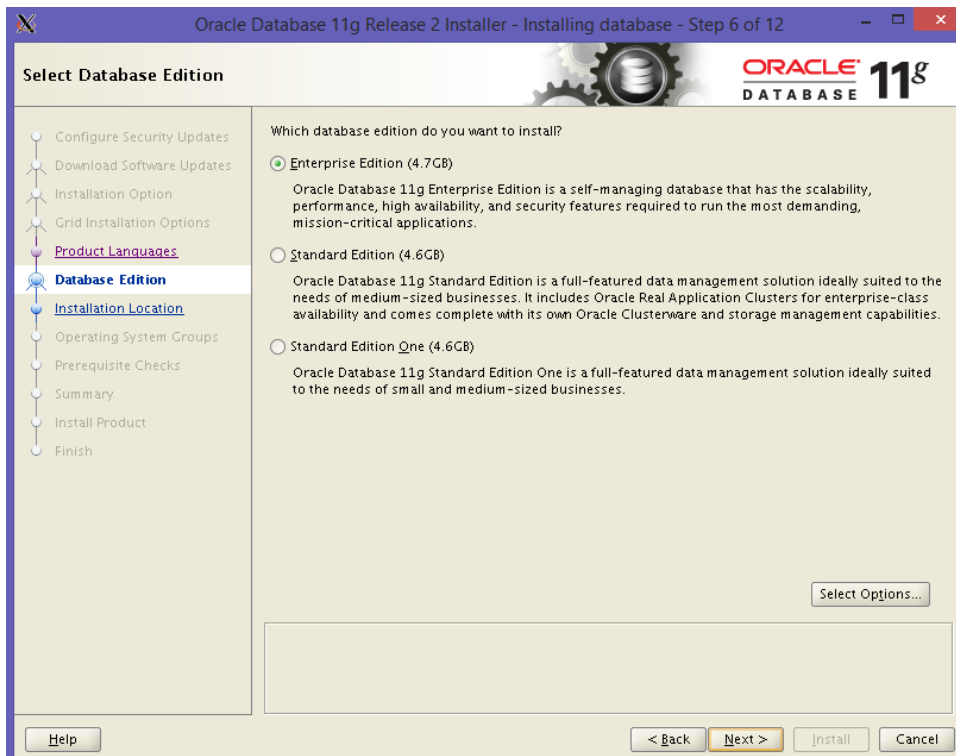 Oracle Database 11g Release 2 Installer - Installing database - Step 6 of 12
Select Database Edition
ORACLE
DATABASE
11g
Configure Security Updates
Download Software Updates
Installation Option
Grid Installation Options
Product Languages
Database Edition
Installation Location
Operating System Groups
Prerequisite Checks
Summary
Install Product
Finish
Which database edition do you want to install?
Enterprise Edition (4.7GB)
Oracle Database 11g Enterprise Edition is a self-managing database that has the scalability,
performance, high availability, and security features required to run the most demanding,
mission-critical applications.
Standard Edition (4.6GB)
Oracle Database 11g Standard Edition is a full-featured data management solution ideally suited to the
needs of medium-sized businesses. It includes Oracle Real Application Clusters for enterprise-class
availability and comes complete with its own Oracle Clusterware and storage management capabilities.
Standard Edition One (4.6GB)
Oracle Database 11g Standard Edition One is a full-featured data management solution ideally suited
to the needs of small and medium-sized businesses.
Select Options...
Help
< Back
Next >
Install
Cancel